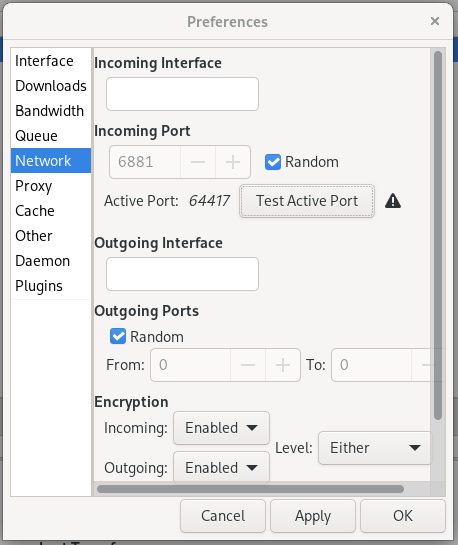 Preferences
Interface
Downloads
Bandwidth
Queue
Network
Proxy
Cache
Other
Daemon
Plugins
Incoming Interface
Incoming Port
6881 Random
Active Port: 64417 Test Active Port
Outgoing Interface
Outgoing Ports
Random
From: 0 To: 0
Encryption
Incoming: Enabled
Level: Either
Outgoing: Enabled
Cancel Apply OK